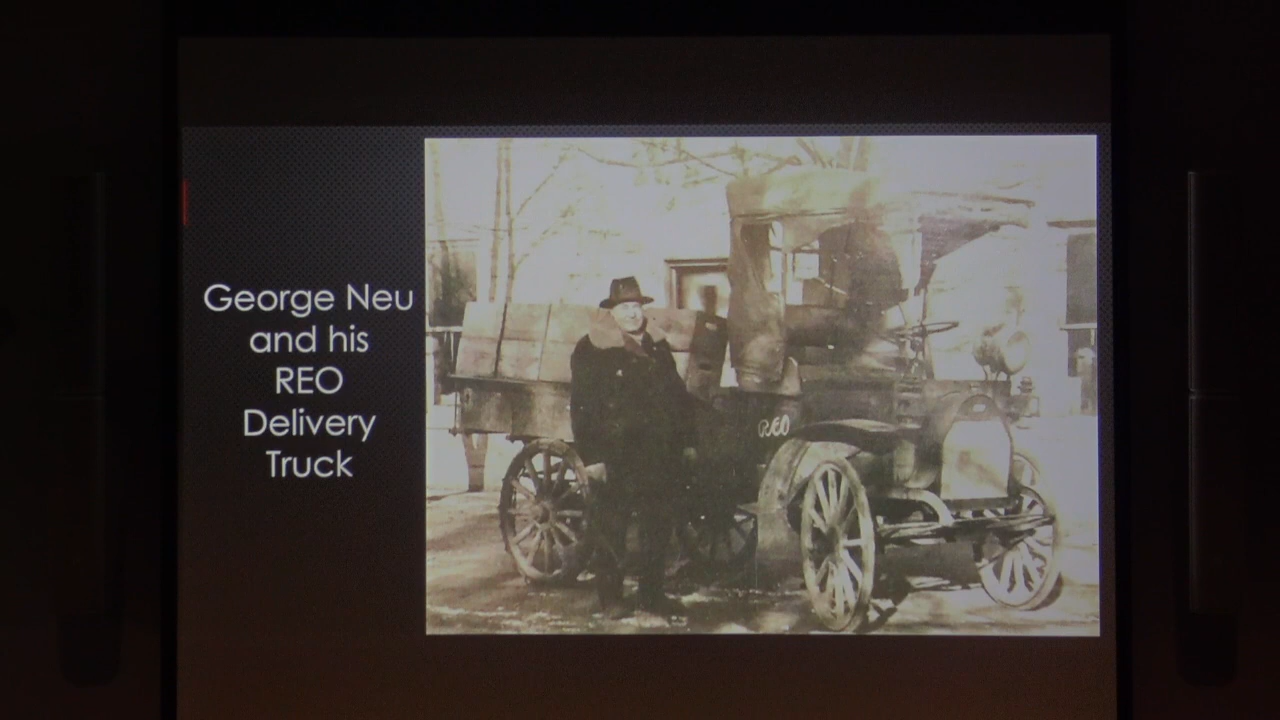 George Neu
and his
REO
Delivery
Truck
REO